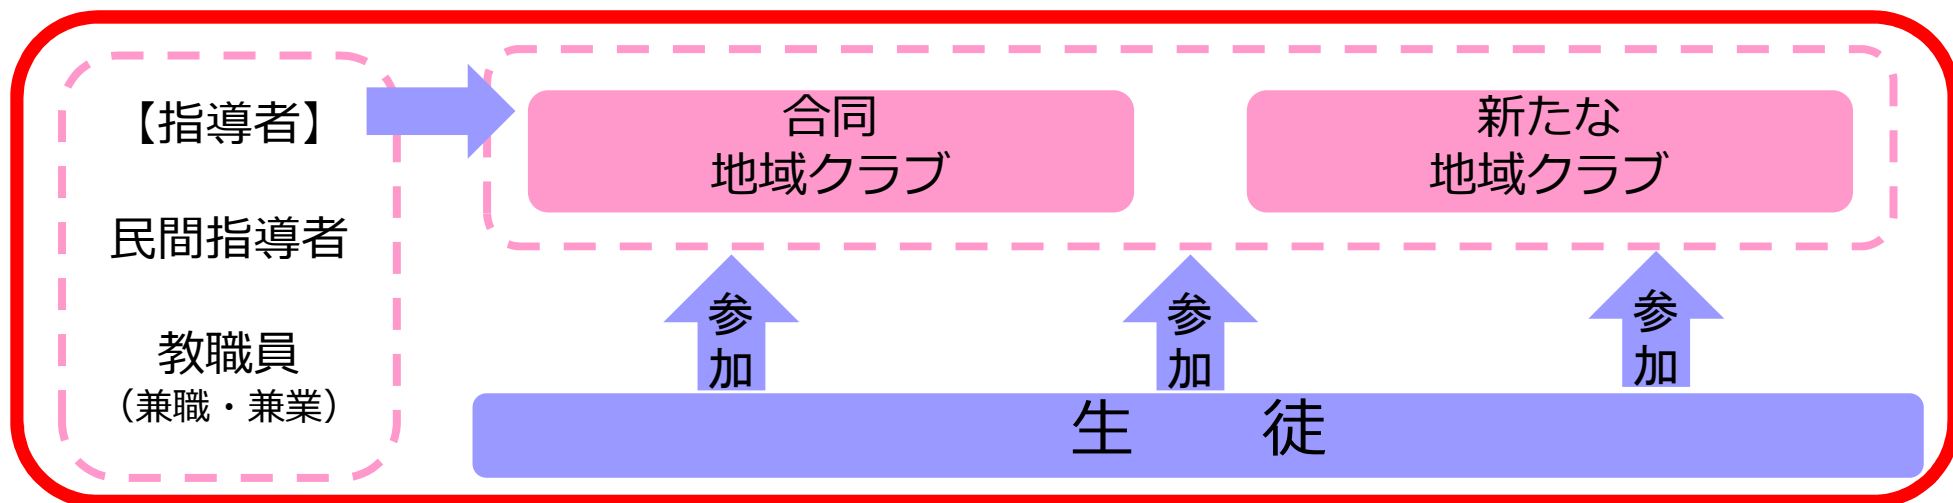 【指導者】
民間指導者
教職員
（兼職・兼業）
合同
地域クラブ
新たな
地域クラブ
参
加
参
加
参
加
生　徒